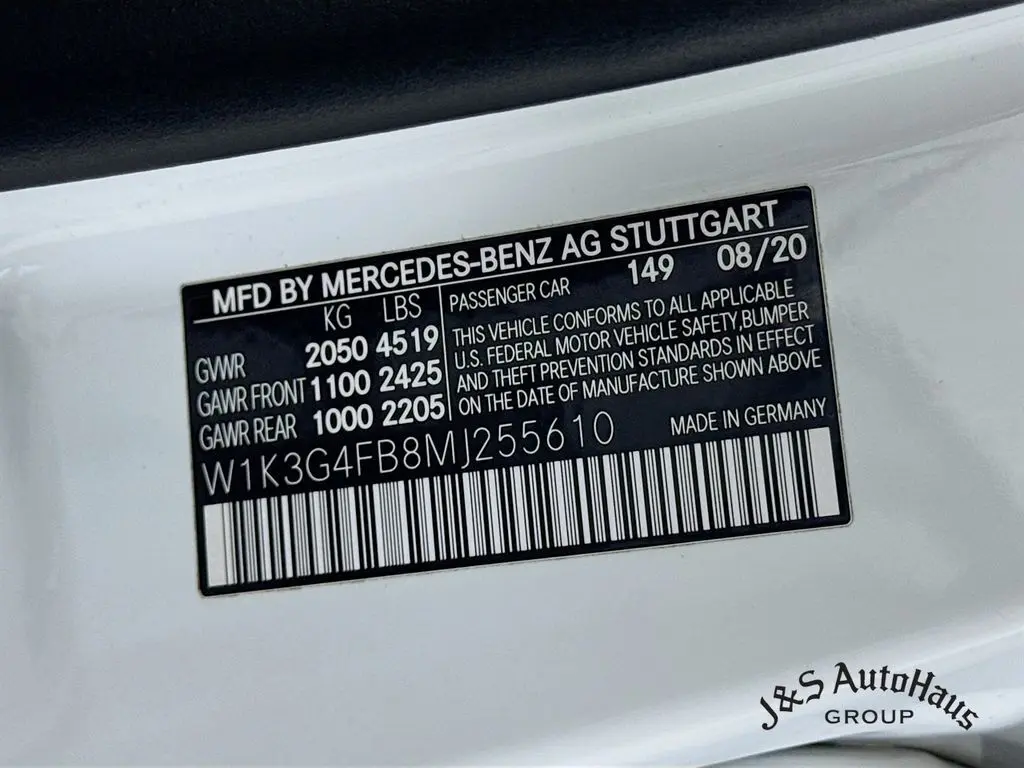 MFD BY MERCEDES-BENZ AG STUTTGART
KG LBS
GVWR 2050 4519
GAWR FRONT 1100 2425
GAWR REAR 1000 2205
PASSENGER CAR 149 08/20
THIS VEHICLE CONFORMS TO ALL APPLICABLE
U.S. FEDERAL MOTOR VEHICLE SAFETY,BUMPER
AND THEFT PREVENTION STANDARDS IN EFFECT
ON THE DATE OF MANUFACTURE SHOWN ABOVE
W1K3G4FB8MJ255610
MADE IN GERMANY
J&S AutoHaus
GROUP